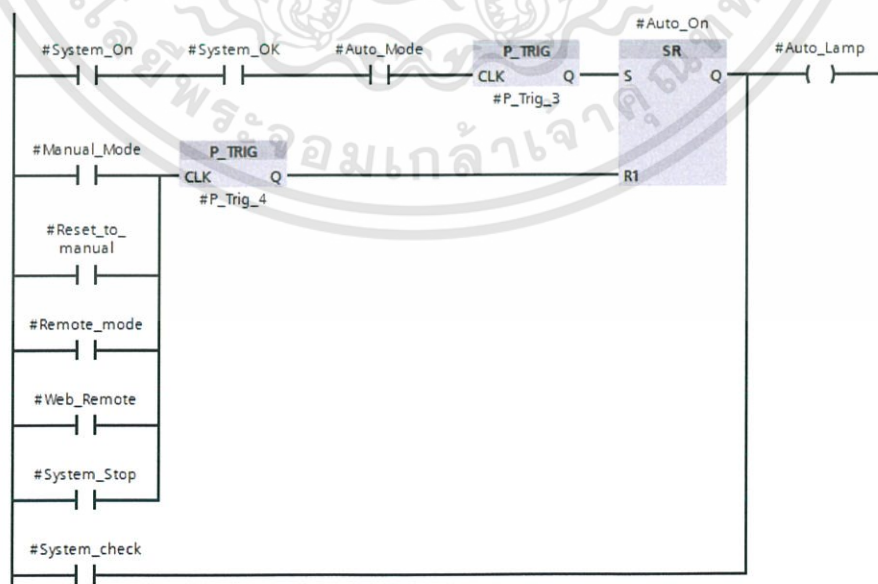 #Auto_On
#System_On #System_OK #Auto_Mode P_TRIG SR #Auto_Lamp
CLK Q S Q
#P_Trig_3
#Manual_Mode P_TRIG
CLK Q R1
#P_Trig_4
#Reset_to_
manual
#Remote_mode
#Web_Remote
#System_Stop
#System_check